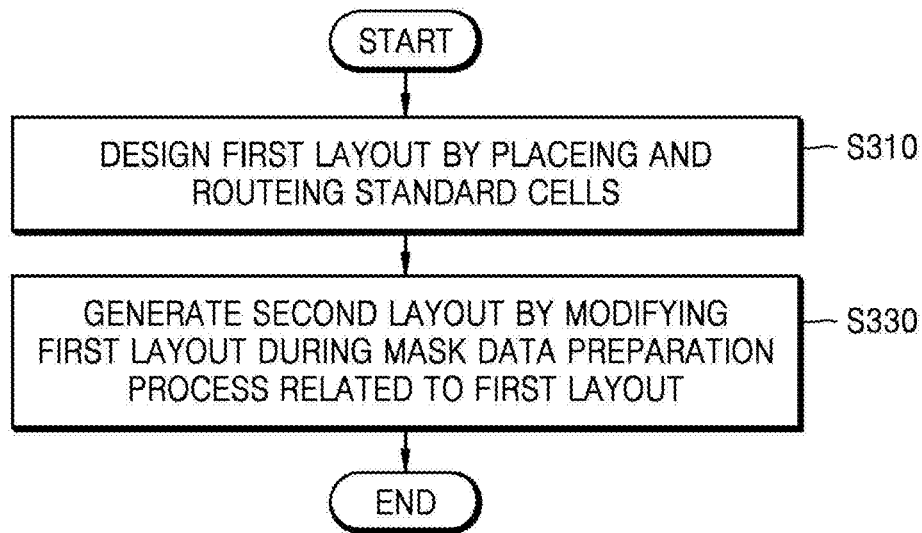 START
DESIGN FIRST LAYOUT BY PLACEING AND
ROUTEING STANDARD CELLS
S310
GENERATE SECOND LAYOUT BY MODIFYING
FIRST LAYOUT DURING MASK DATA PREPARATION
PROCESS RELATED TO FIRST LAYOUT
S330
END